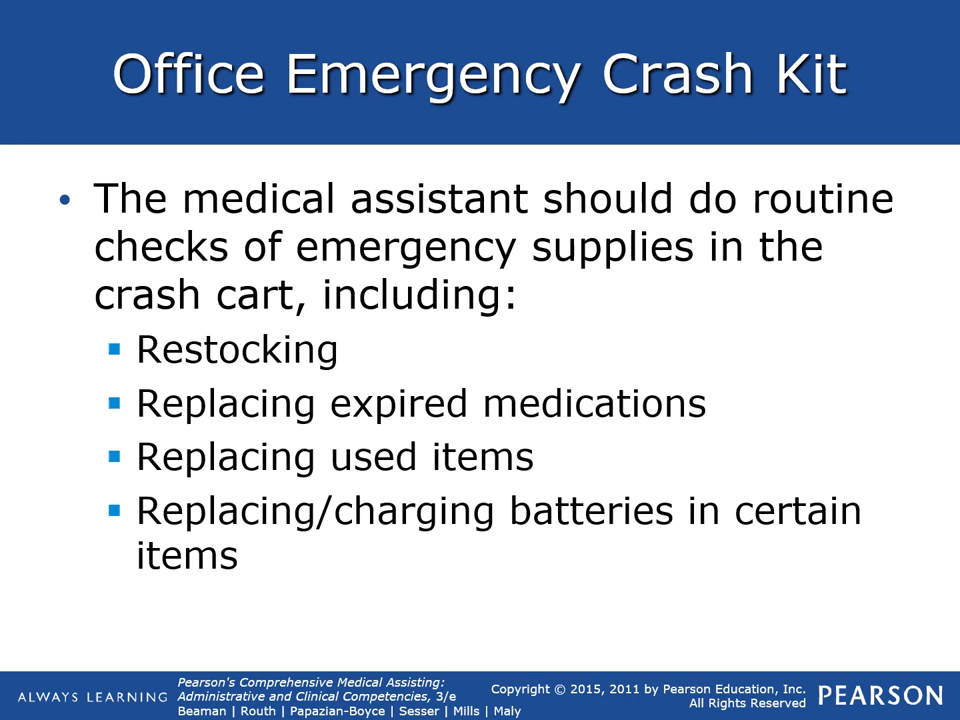 Office Emergency Crash Kit
• The medical assistant should do routine
checks of emergency supplies in the
crash cart, including:
▪ Restocking
▪ Replacing expired medications
▪ Replacing used items
▪ Replacing/charging batteries in certain
items
ALWAYS LEARNING
Pearson's Comprehensive Medical Assisting:
Administrative and Clinical Competencies, 3/e
Beaman | Routh | Papazian-Boyce | Sesser | Mills | Maly
Copyright © 2015, 2011 by Pearson Education, Inc.
All Rights Reserved
PEARSON